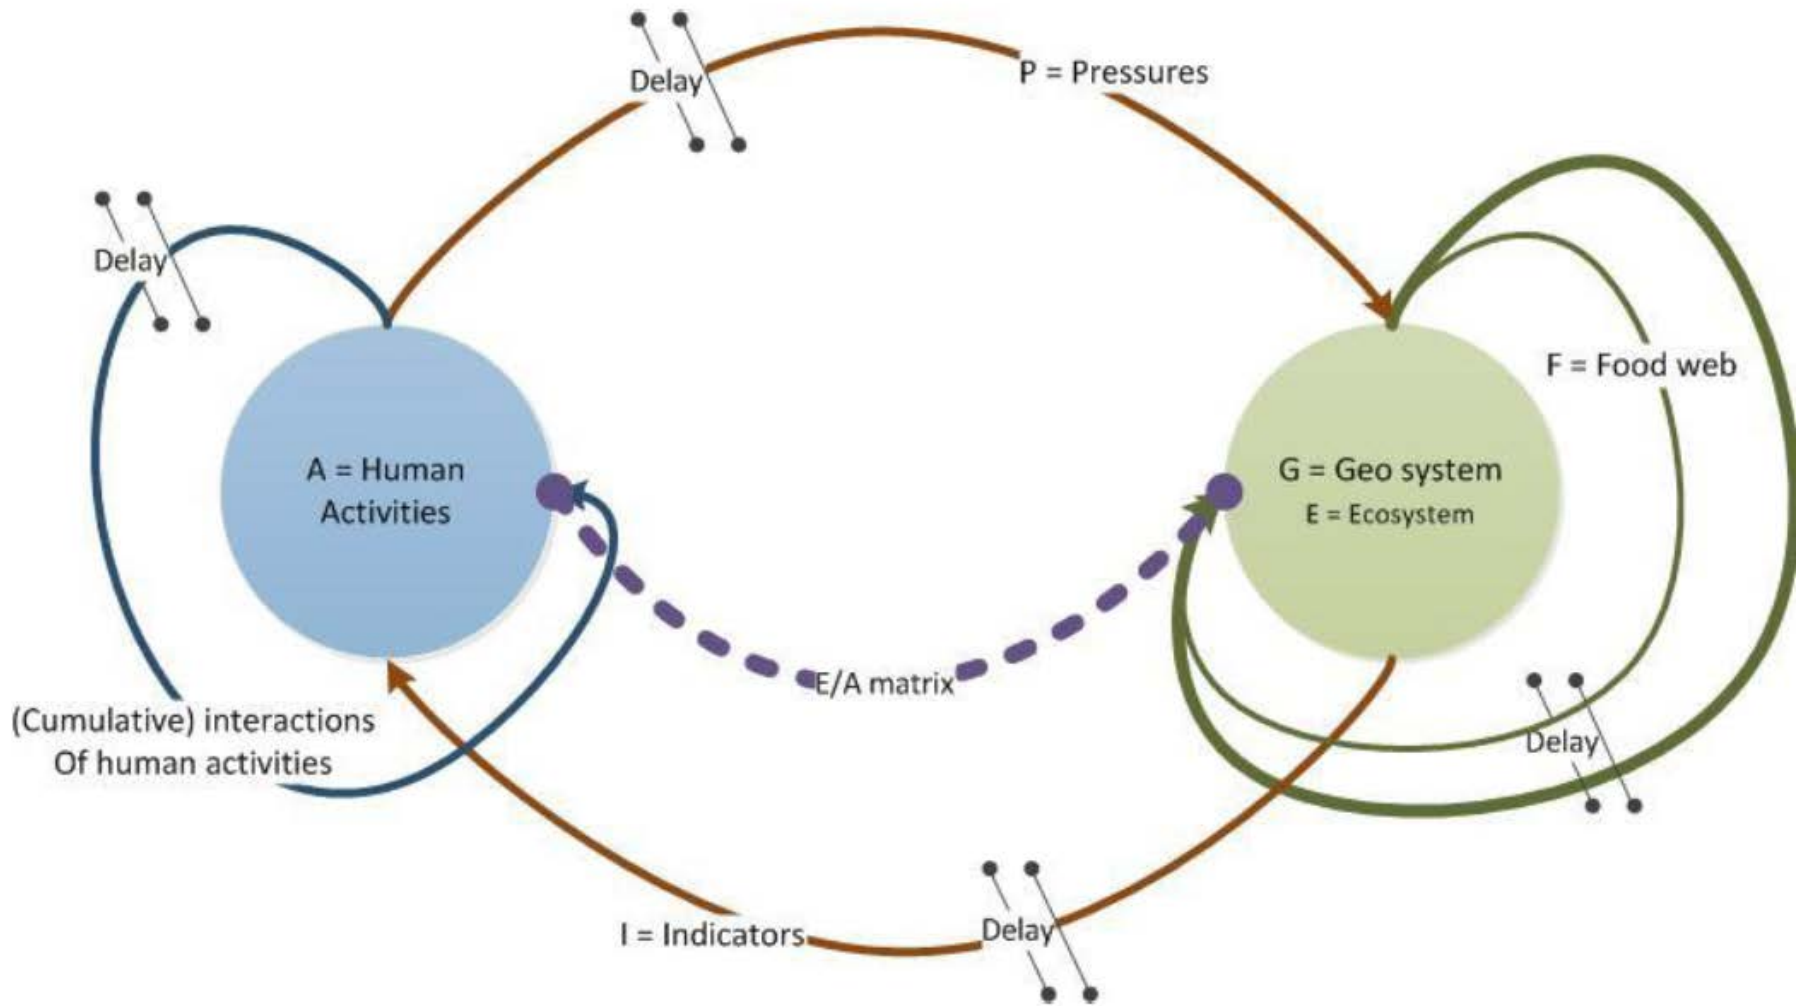 Delay
P = Pressures
Delay
F = Food web
A = Human
Activities
G = Geo system
E = Ecosystem
E/A matrix
(Cumulative) interactions
Of human activities
Delay
I = Indicators
Delay